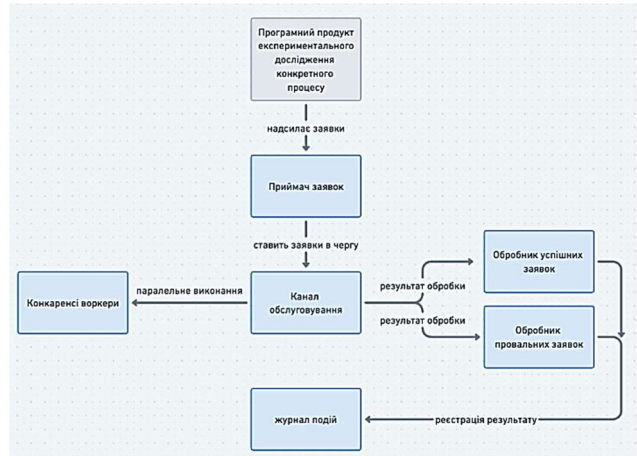 Програмний продукт
експериментального
дослідження
конкретного
процесу
надсилає заявки
Приймач заявок
ставить заявки в чергу
Обробник успішних
заявок
паралельне виконання
результат обробки
Конкаренсі воркери
Канал
обслуговування
результат обробки
Обробник
провальних заявок
журнал подій
реєстрація результату